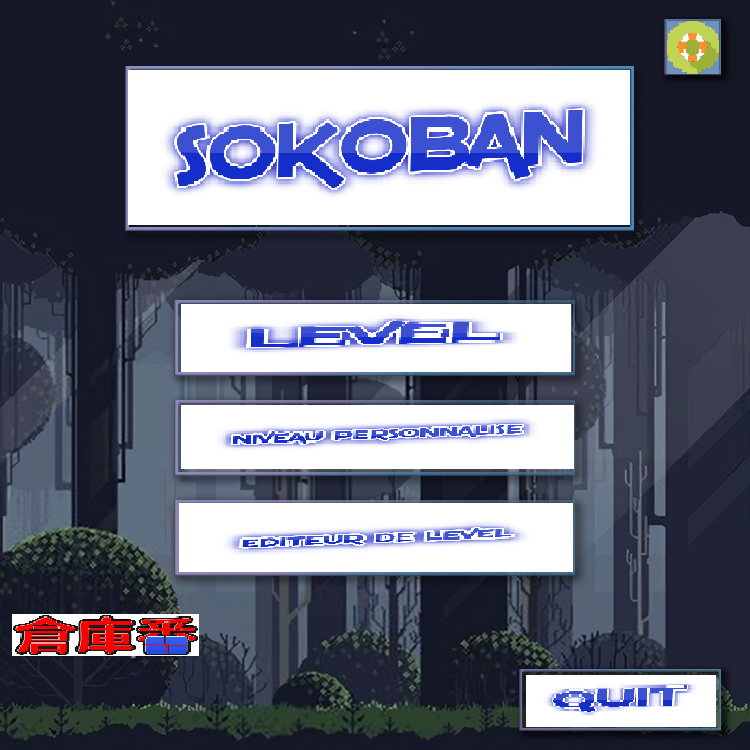 SOKOBAN
LEVEL
NIVEAU PERSONNALISE
EDITEUR DE LEVEL
倉庫番
QUIT